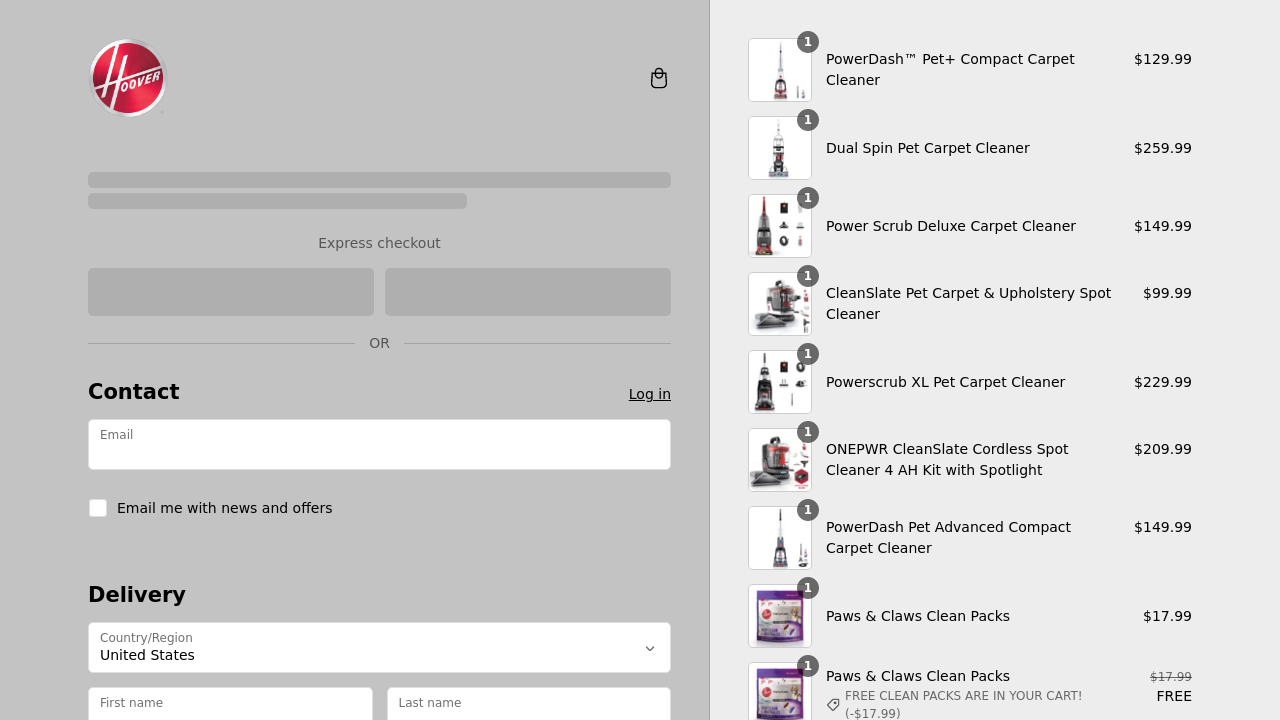 HOOVER
Express checkout
OR
Contact
Log in
Email
Email me with news and offers
Delivery
Country/Region
United States
First name
Last name
1
PowerDash™ Pet+ Compact Carpet
Cleaner
$129.99
1
Dual Spin Pet Carpet Cleaner
$259.99
1
Power Scrub Deluxe Carpet Cleaner
$149.99
1
CleanSlate Pet Carpet & Upholstery Spot
Cleaner
$99.99
1
Powerscrub XL Pet Carpet Cleaner
$229.99
1
ONEPWR CleanSlate Cordless Spot
Cleaner 4 AH Kit with Spotlight
$209.99
1
PowerDash Pet Advanced Compact
Carpet Cleaner
$149.99
1
Paws & Claws Clean Packs
$17.99
1
Paws & Claws Clean Packs
$17.99
FREE CLEAN PACKS ARE IN YOUR CART!
(-$17.99)
FREE